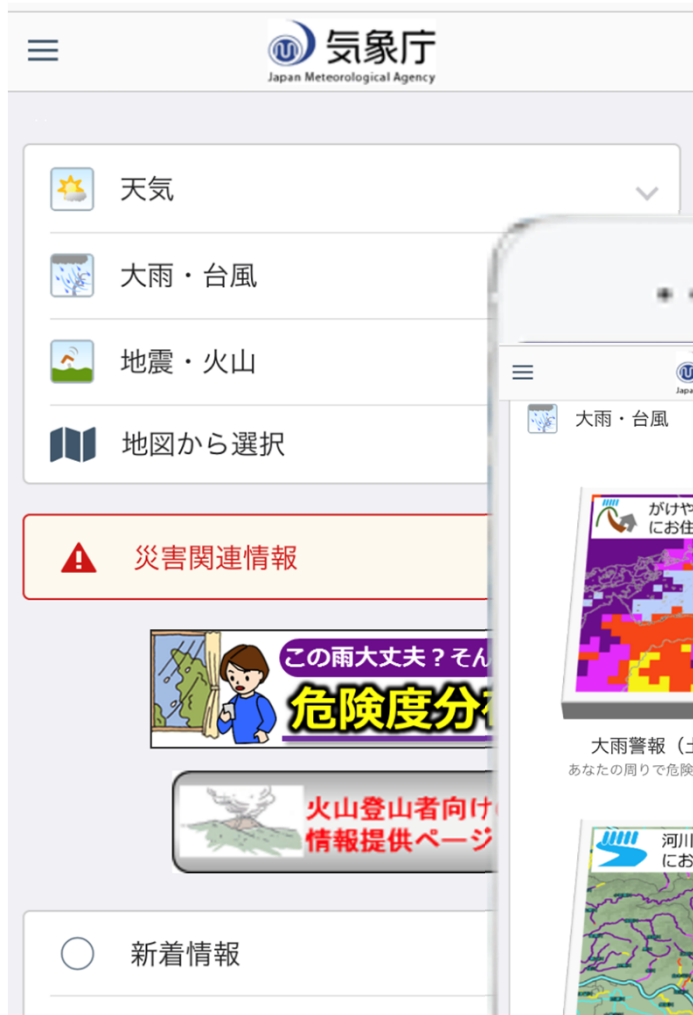 気象庁
Japan Meteorological Agency
天気
大雨・台風
地震・火山
地図から選択
災害関連情報
この雨大丈夫？そん
危険度分
火山登山者向け
情報提供ページ
新着情報
Japa
大雨・台風
がけや
にお住
大雨警報（土
あなたの周りで危険
河川
にお